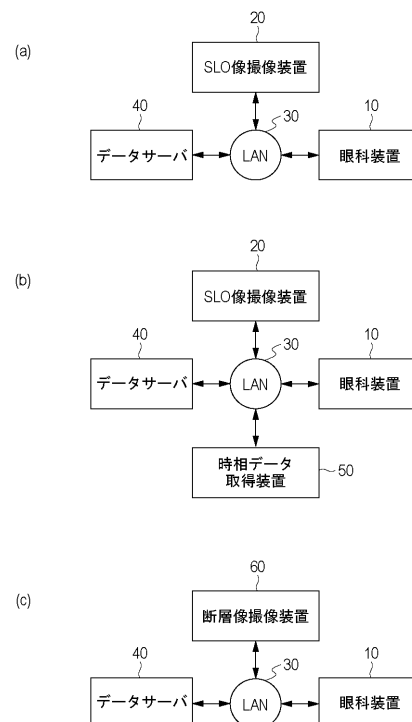 (a)
20
SLO像撮像装置
40
30
10
データサーバ
LAN
眼科装置
(b)
20
SLO像撮像装置
40
30
10
データサーバ
LAN
眼科装置
時相データ
取得装置
50
(c)
60
断層像撮像装置
40
30
10
データサーバ
LAN
眼科装置